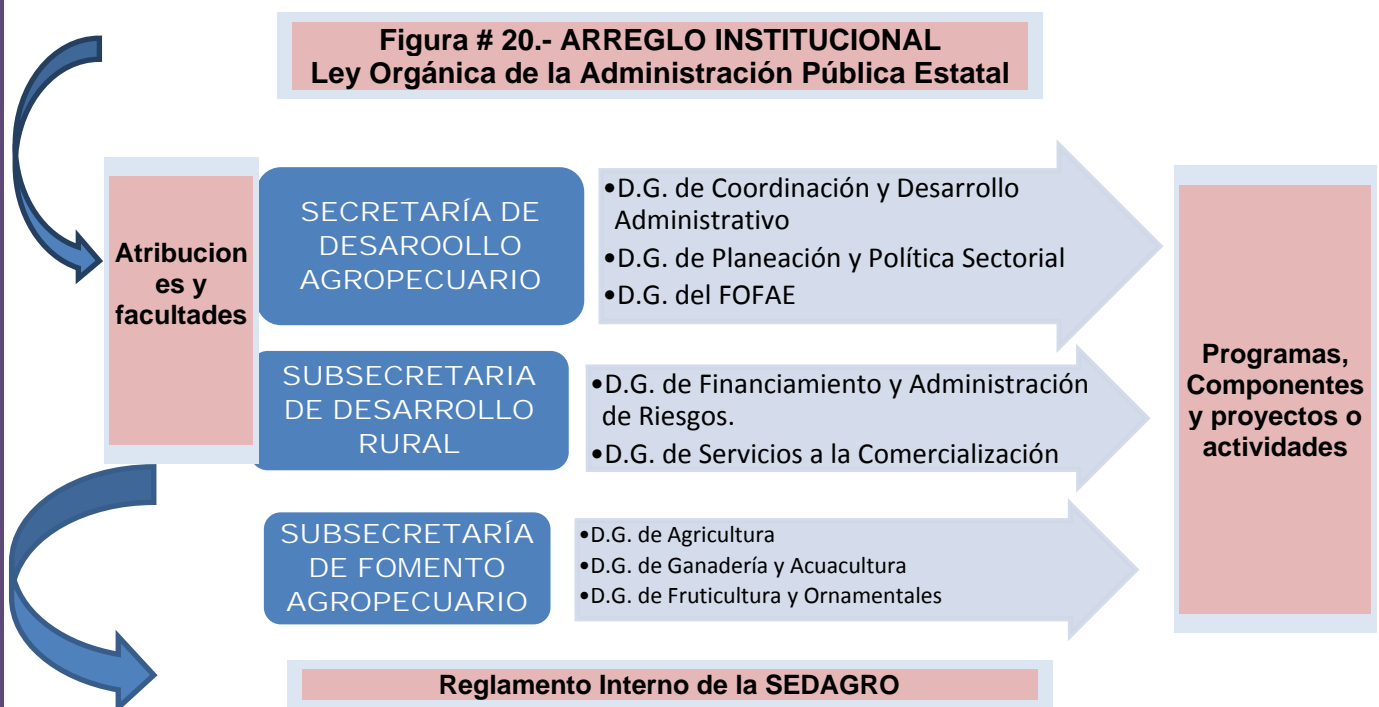 Figura # 20.- ARREGLO INSTITUCIONAL
Ley Orgánica de la Administración Pública Estatal
Atribucion
es y
facultades
SECRETARÍA DE
DESAROOLLO
AGROPECUARIO
•D.G. de Coordinación y Desarrollo
Administrativo
•D.G. de Planeación y Política Sectorial
•D.G. del FOFAE
SUBSECRETARIA
DE DESARROLLO
RURAL
•D.G. de Financiamiento y Administración
de Riesgos.
•D.G. de Servicios a la Comercialización
SUBSECRETARÍA
DE FOMENTO
AGROPECUARIO
•D.G. de Agricultura
•D.G. de Ganadería y Acuacultura
•D.G. de Fruticultura y Ornamentales
Programas,
Componentes
y proyectos o
actividades
Reglamento Interno de la SEDAGRO